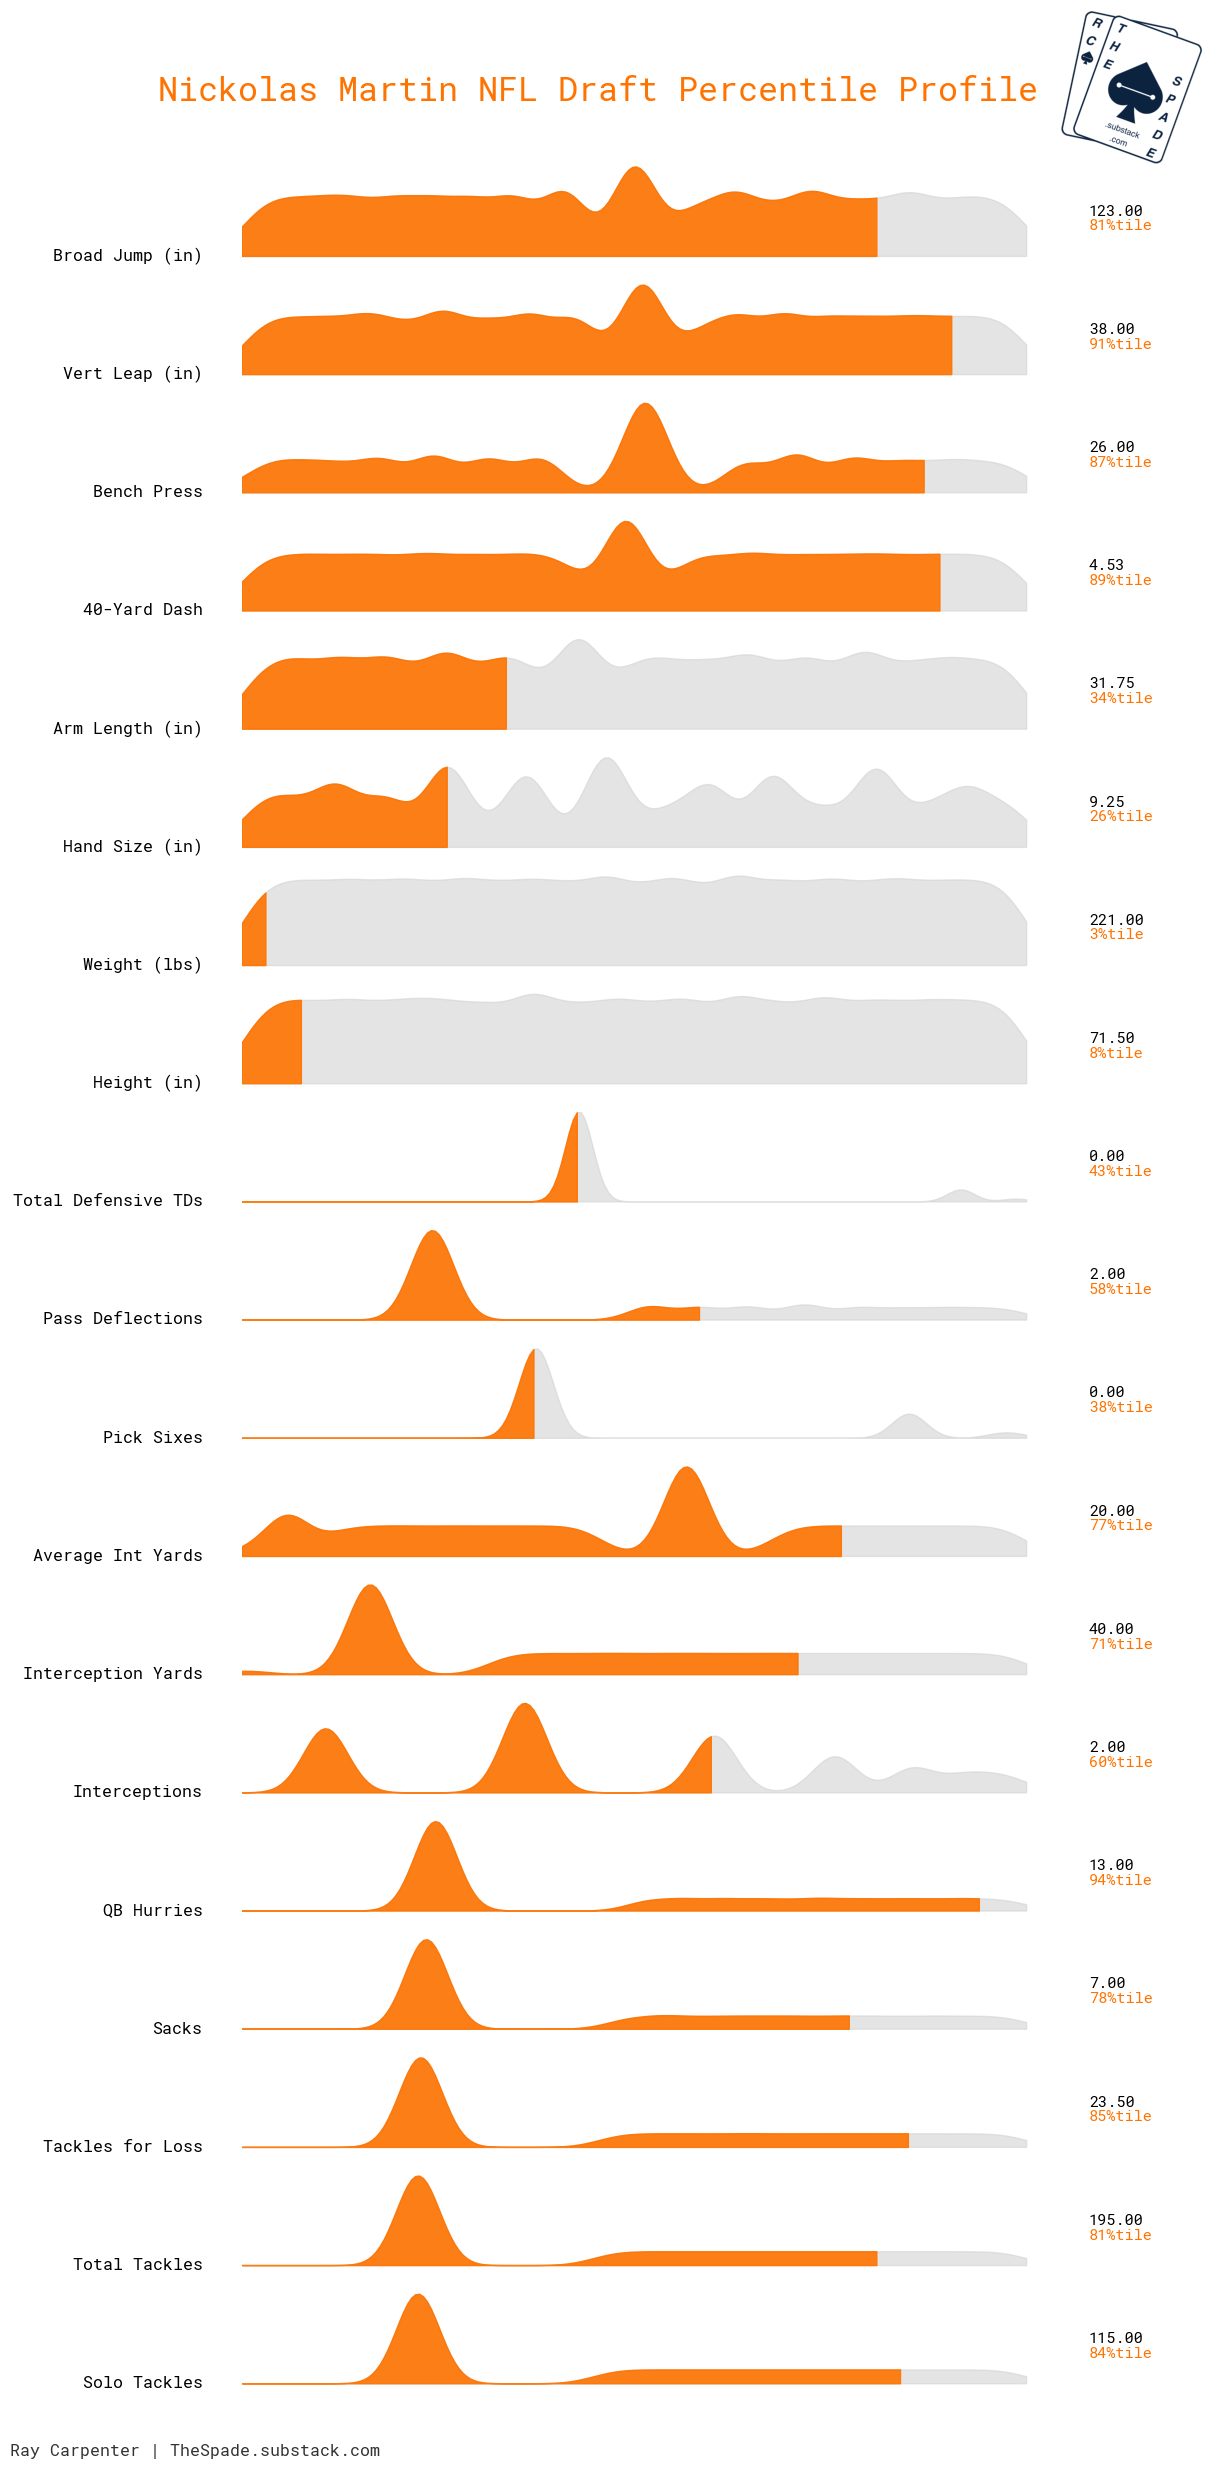 R
C
T
H
E
S
P
A
D
E
.substack
.com
Nickolas Martin NFL Draft Percentile Profile
Broad Jump (in)
123.00
81%tile
Vert Leap (in)
38.00
91%tile
Bench Press
26.00
87%tile
40-Yard Dash
4.53
89%tile
Arm Length (in)
31.75
34%tile
Hand Size (in)
9.25
26%tile
Weight (lbs)
221.00
3%tile
Height (in)
71.50
8%tile
Total Defensive TDs
0.00
43%tile
Pass Deflections
2.00
58%tile
Pick Sixes
0.00
38%tile
Average Int Yards
20.00
77%tile
Interception Yards
40.00
71%tile
Interceptions
2.00
60%tile
QB Hurries
13.00
94%tile
Sacks
7.00
78%tile
Tackles for Loss
23.50
85%tile
Total Tackles
195.00
81%tile
Solo Tackles
115.00
84%tile
Ray Carpenter | TheSpade.substack.com